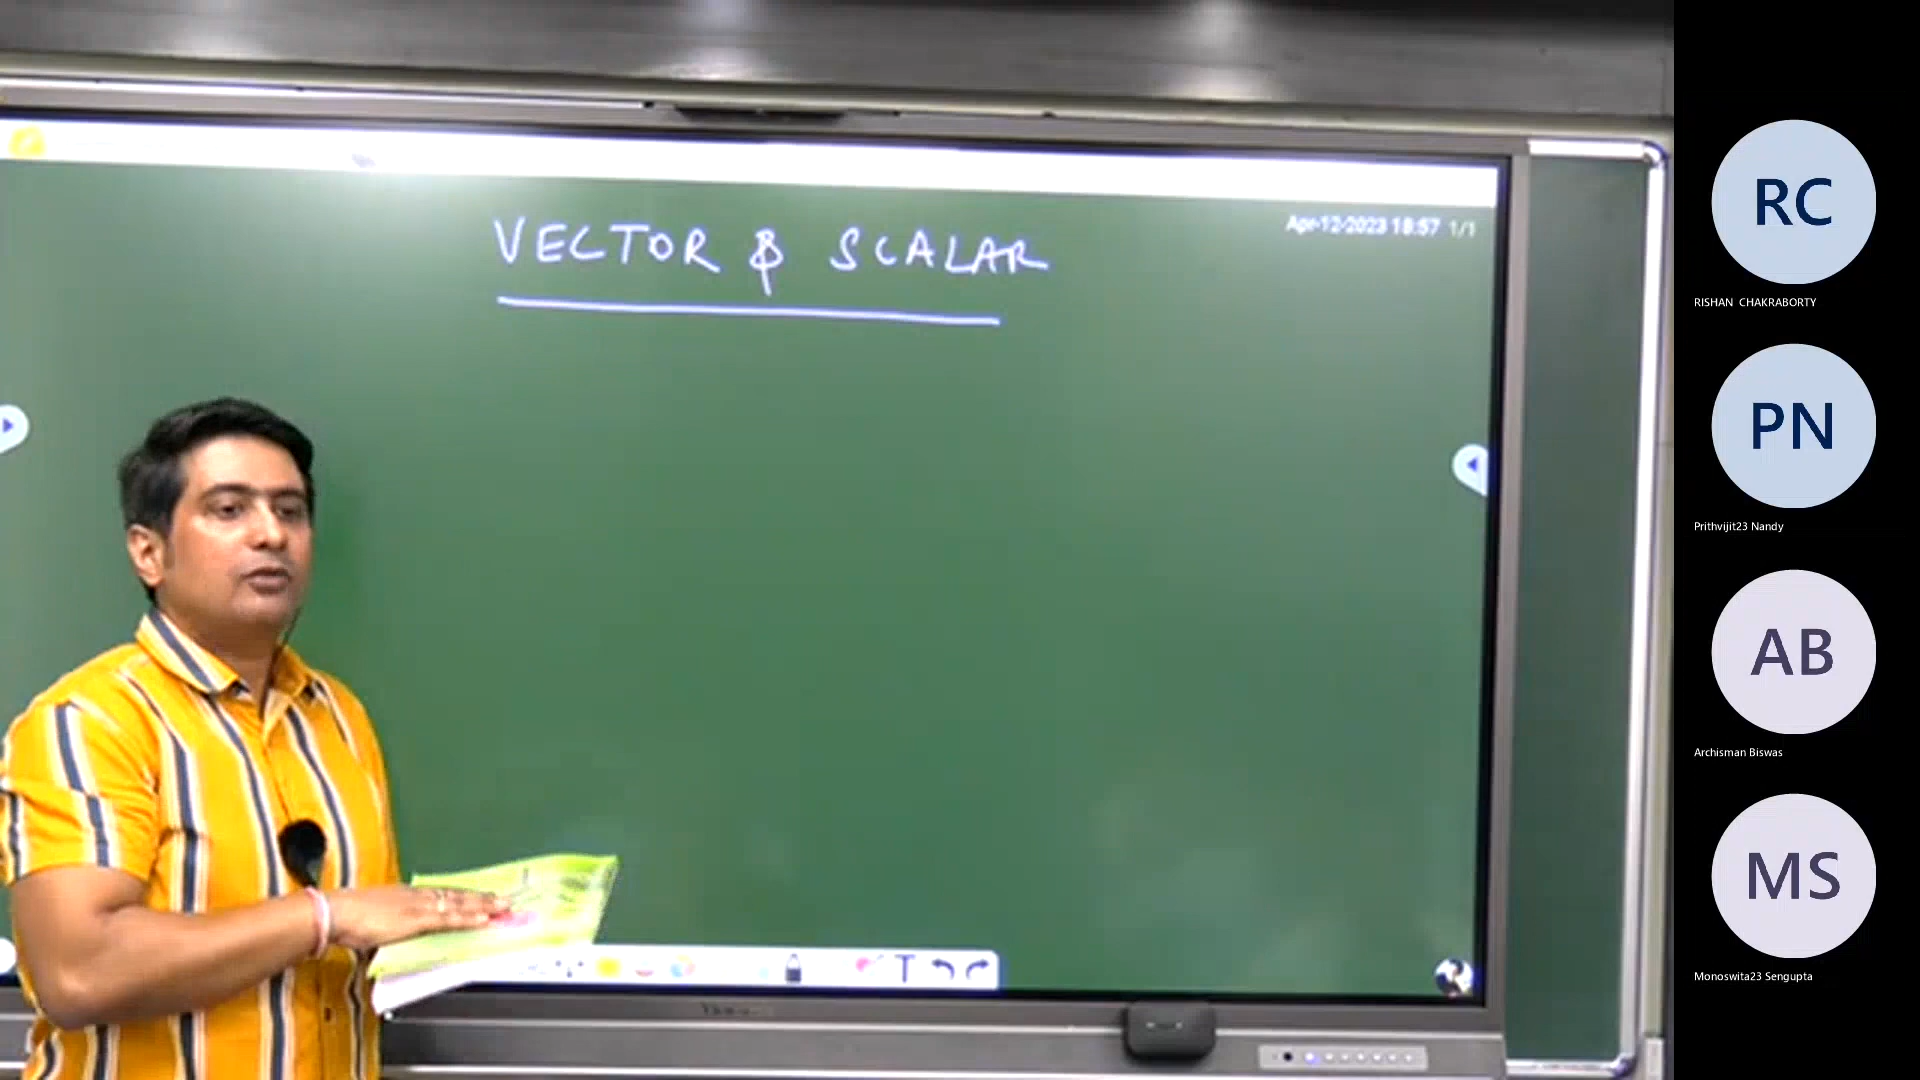 VECTOR & SCALAR
Apr-12-2023 18:57 1/1
RC
RISHAN CHAKRABORTY
PN
Prithvijit23 Nandy
AB
Archisman Biswas
MS
Monoswita23 Sengupta
T